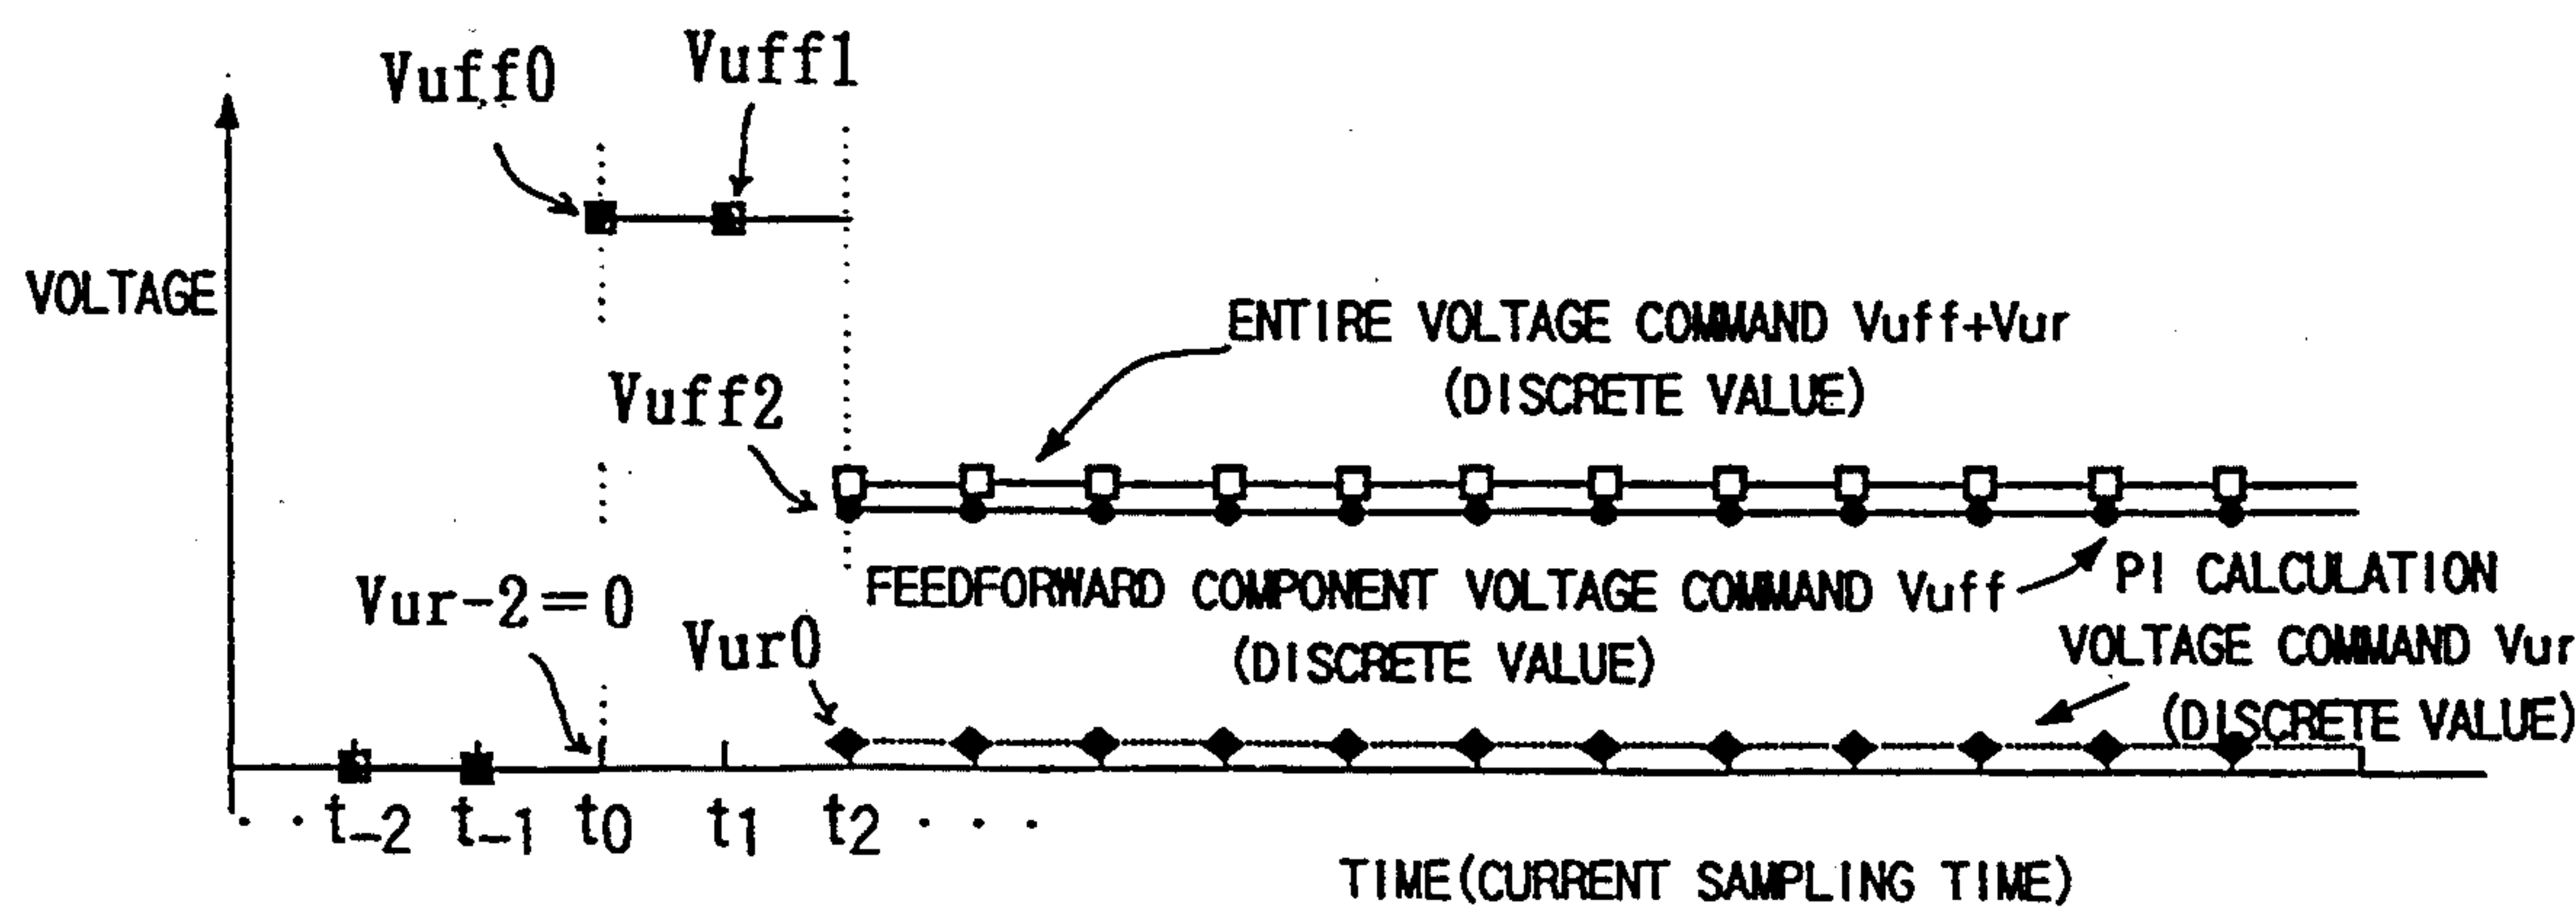 Vuff0
Vuff1
VOLTAGE
ENTIRE VOLTAGE COMMAND Vuff+Vur
(DISCRETE VALUE)
Vuff2
FEEDFORWARD COMPONENT VOLTAGE COMMAND Vuff
(DISCRETE VALUE)
PI CALCULATION
VOLTAGE COMMAND Vur
(DISCRETE VALUE)
Vur-2=0
Vur0
· · t-2 t-1 t0 t1 t2 · · ·
TIME(CURRENT SAMPLING TIME)